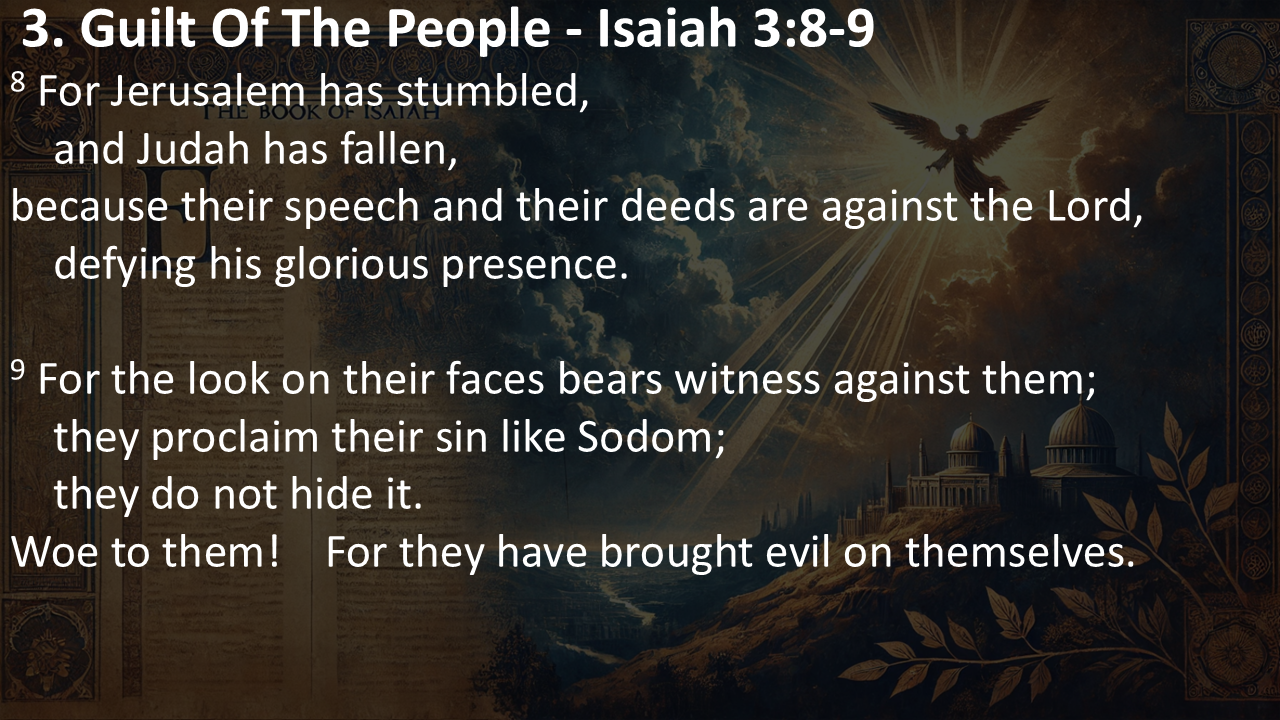 3. Guilt Of The People - Isaiah 3:8-9
8 For Jerusalem has stumbled,
THE BOOK OF ISAIAH
and Judah has fallen,
because their speech and their deeds are against the Lord,
defying his glorious presence.
9 For the look on their faces bears witness against them;
they proclaim their sin like Sodom;
they do not hide it.
Woe to them! For they have brought evil on themselves.